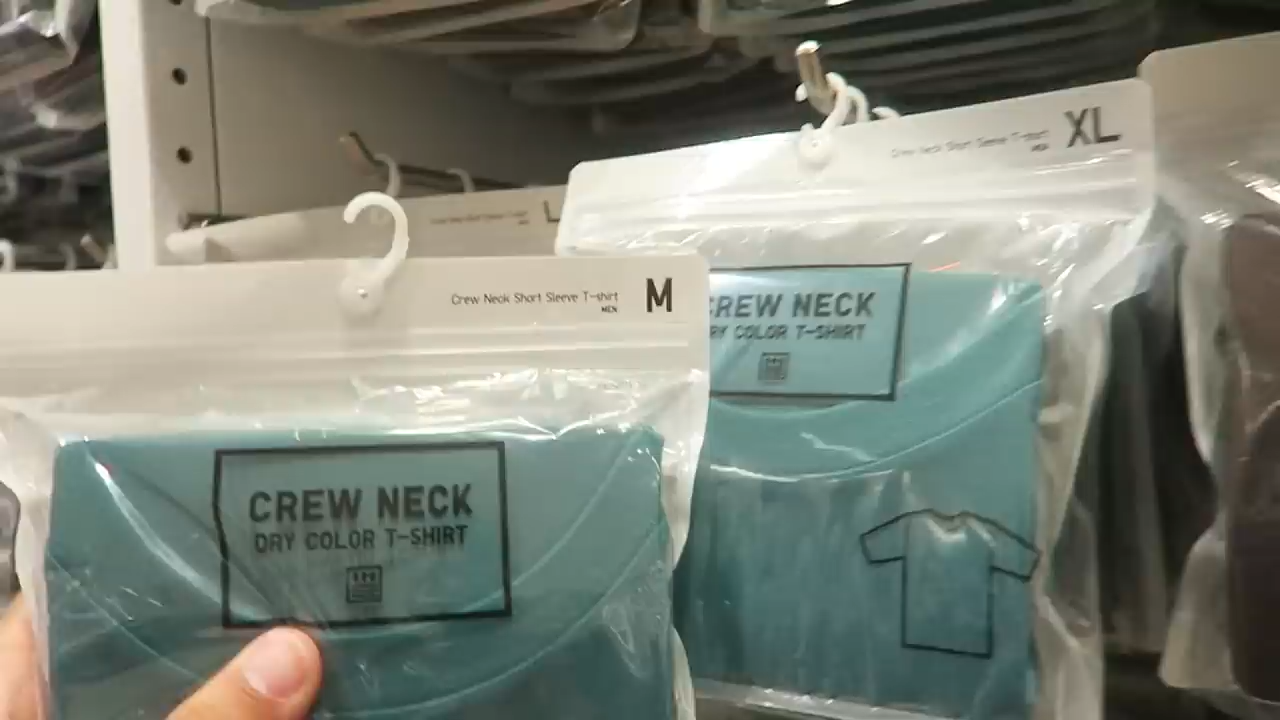 Crew Neck Short Sleeve T-shirt
MEN
M
CREW NECK
DRY COLOR T-SHIRT
L
Crew Neck Short Sleeve T-shirt
MEN
XL
CREW NECK
DRY COLOR T-SHIRT